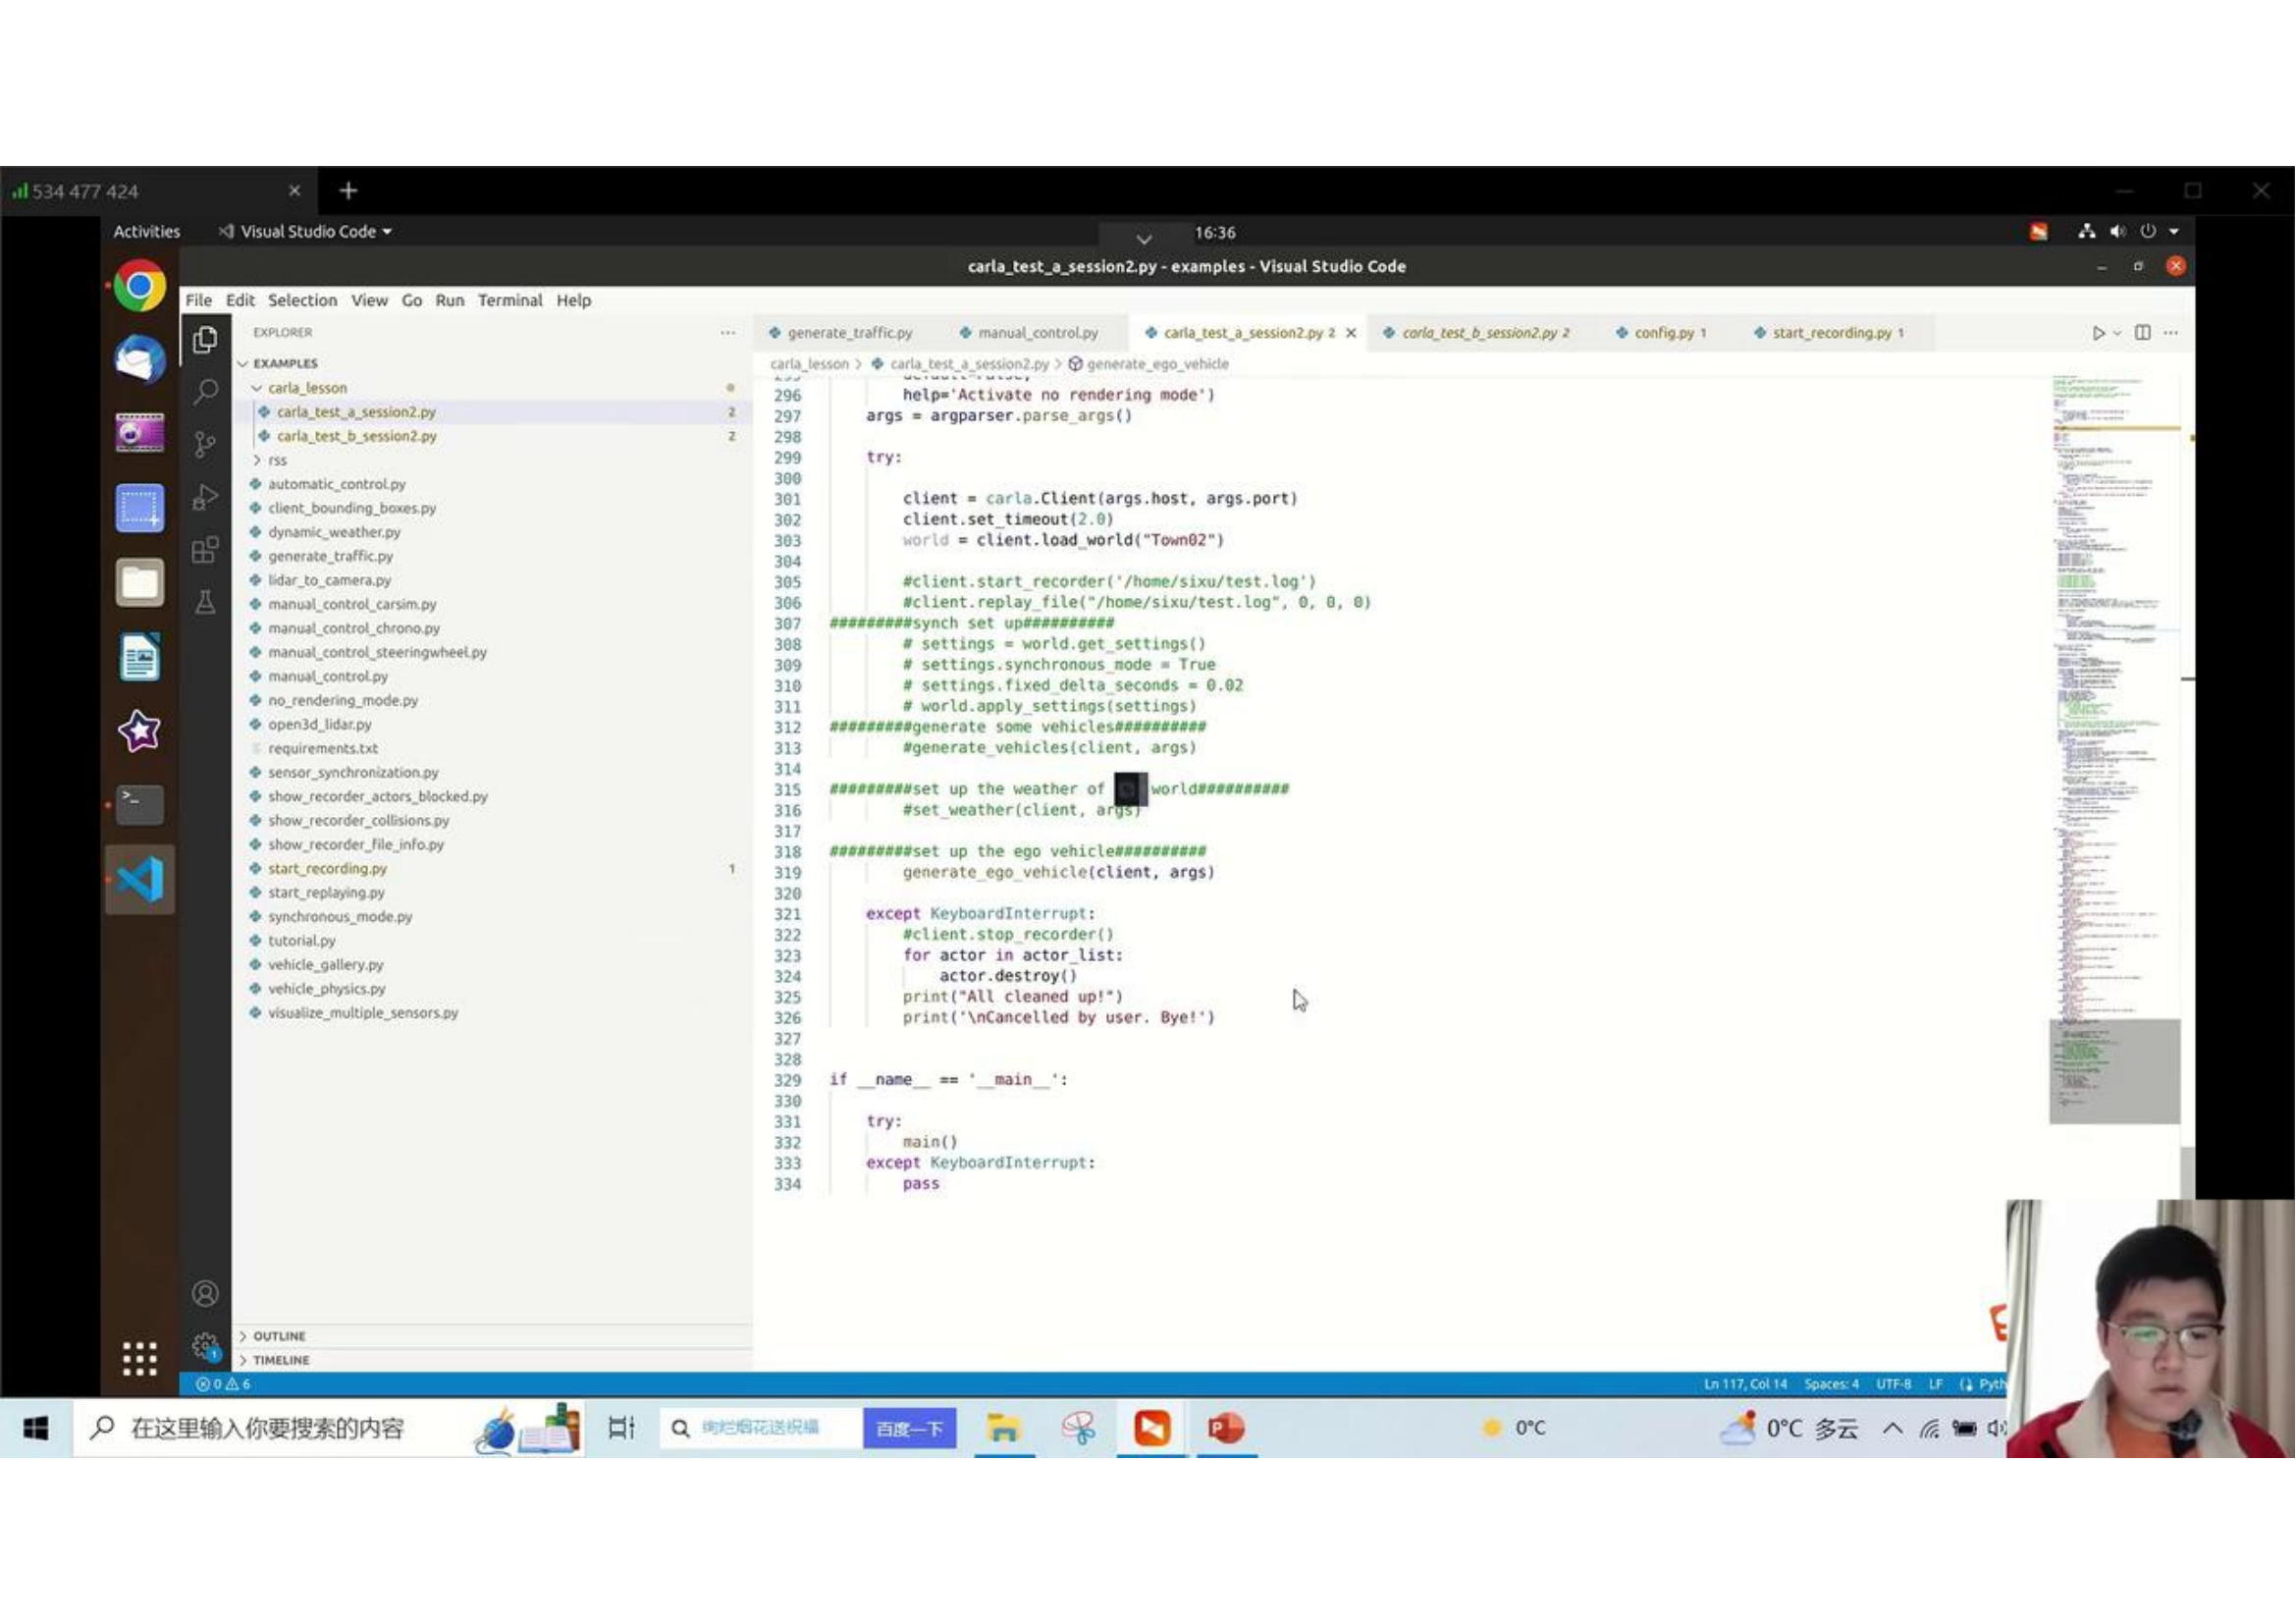 534 477 424
Activities
Visual Studio Code
16:36
carla_test_a_session2.py - examples - Visual Studio Code
File Edit Selection View Go Run Terminal Help
EXPLORER
EXAMPLES
carla_lesson
carla_test_a_session2.py 2
carla_test_b_session2.py 2
rss
automatic_control.py
client_bounding_boxes.py
dynamic_weather.py
generate_traffic.py
lidar_to_camera.py
manual_control_carsim.py
manual_control_chrono.py
manual_control_steeringwheel.py
manual_control.py
no_rendering_mode.py
open3d_lidar.py
requirements.txt
sensor_synchronization.py
show_recorder_actors_blocked.py
show_recorder_collisions.py
show_recorder_file_info.py
start_recording.py 1
start_replaying.py
synchronous_mode.py
tutorial.py
vehicle_gallery.py
vehicle_physics.py
visualize_multiple_sensors.py
OUTLINE
TIMELINE
generate_traffic.py manual_control.py carla_test_a_session2.py 2 carla_test_b_session2.py 2 config.py 1 start_recording.py 1
carla_lesson > carla_test_a_session2.py > generate_ego_vehicle
296 help='Activate no rendering mode')
297 args = argparser.parse_args()
298
299 try:
300
301 client = carla.Client(args.host, args.port)
302 client.set_timeout(2.0)
303 world = client.load_world("Town02")
304
305 #client.start_recorder('/home/sixu/test.log')
306 #client.replay_file("/home/sixu/test.log", 0, 0, 0)
307 #########synch set up##########
308 # settings = world.get_settings()
309 # settings.synchronous_mode = True
310 # settings.fixed_delta_seconds = 0.02
311 # world.apply_settings(settings)
312 #########generate some vehicles##########
313 #generate_vehicles(client, args)
314
315 #########set up the weather of world##########
316 #set_weather(client, args)
317
318 #########set up the ego vehicle##########
319 generate_ego_vehicle(client, args)
320
321 except KeyboardInterrupt:
322 #client.stop_recorder()
323 for actor in actor_list:
324 actor.destroy()
325 print("All cleaned up!")
326 print('\nCancelled by user. Bye!')
327
328
329 if __name__ == '__main__':
330
331 try:
332 main()
333 except KeyboardInterrupt:
334 pass
0 6
Ln 117, Col 14 Spaces: 4 UTF-8 LF
在这里输入你要搜索的内容
绚烂烟花送祝福
百度一下
0°C
0°C 多云